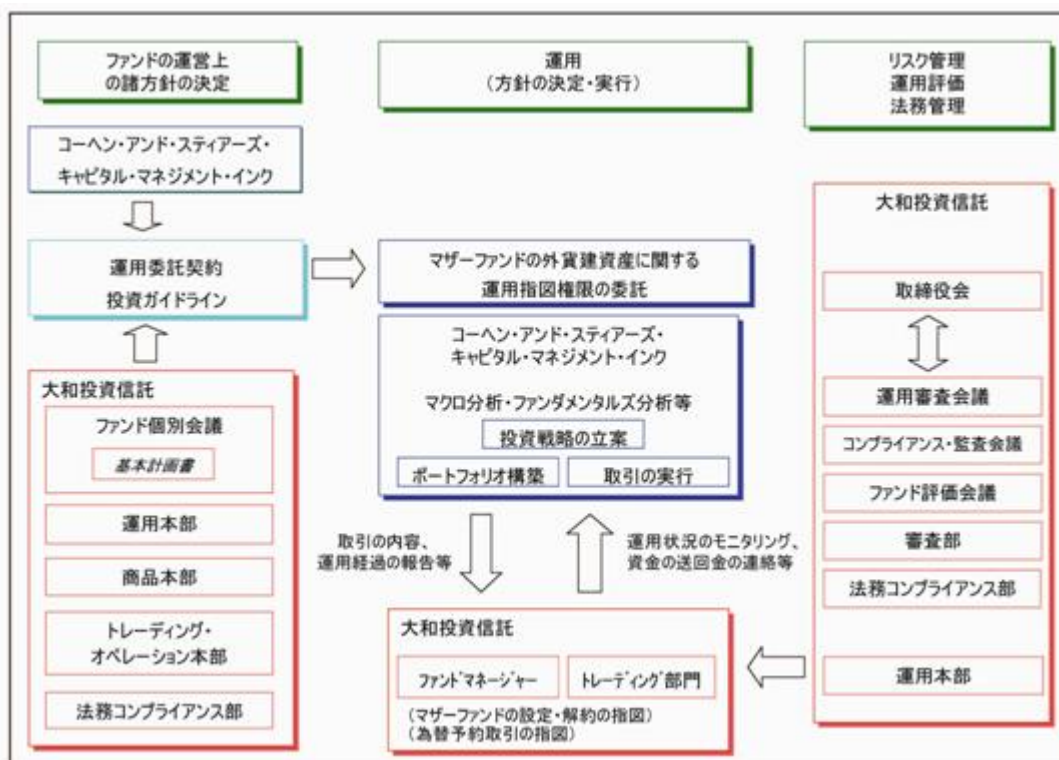 ファンドの運営上
の諸方針の決定
運用
(方針の決定・実行)
リスク管理
運用評価
法務管理
コーヘン・アンド・スティアーズ・
キャピタル・マネジメント・インク
運用委託契約
投資ガイドライン
大和投資信託
ファンド個別会議
基本計画書
運用本部
商品本部
トレーディング・
オペレーション本部
法務コンプライアンス部
マザーファンドの外貨建資産に関する
運用指図権限の委託
コーヘン・アンド・スティアーズ・
キャピタル・マネジメント・インク
マクロ分析・ファンダメンタルズ分析等
投資戦略の立案
ポートフォリオ構築
取引の実行
取引の内容、
運用経過の報告等
運用状況のモニタリング、
資金の送回金の連絡等
大和投資信託
ファンドマネージャー
トレーディング部門
(マザーファンドの設定・解約の指図)
(為替予約取引の指図)
大和投資信託
取締役会
運用審査会議
コンプライアンス・監査会議
ファンド評価会議
審査部
法務コンプライアンス部
運用本部